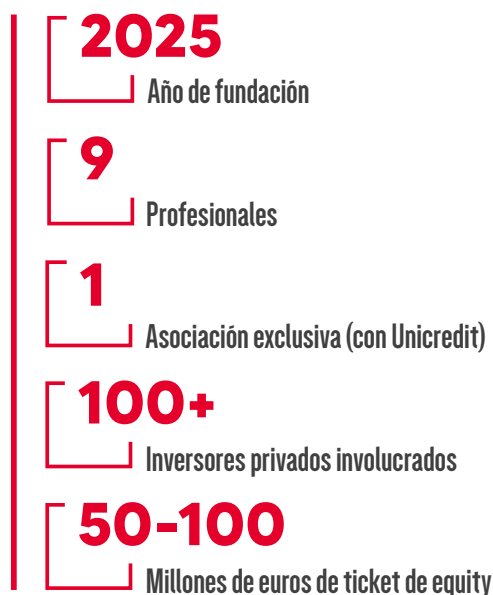 2025
Año de fundación
9
Profesionales
1
Asociación exclusiva (con Unicredit)
100+
Inversores privados involucrados
50-100
Millones de euros de ticket de equity